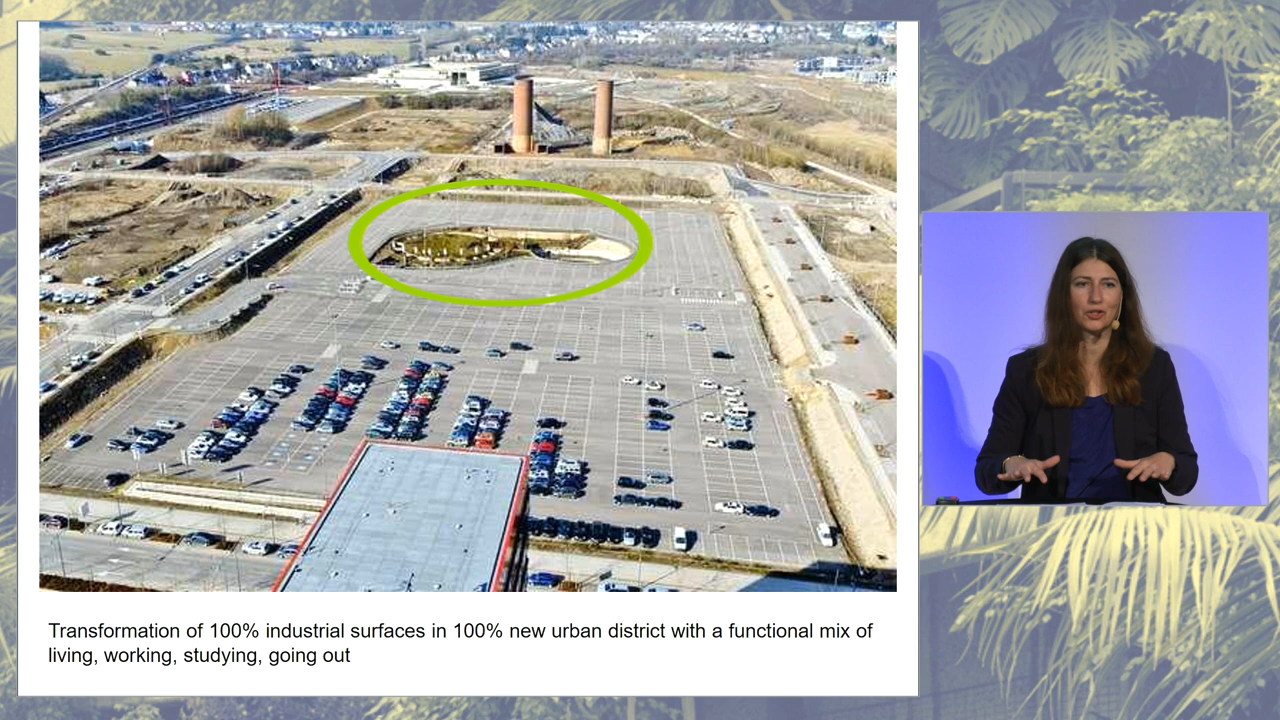 Transformation of 100% industrial surfaces in 100% new urban district with a functional mix of
living, working, studying, going out